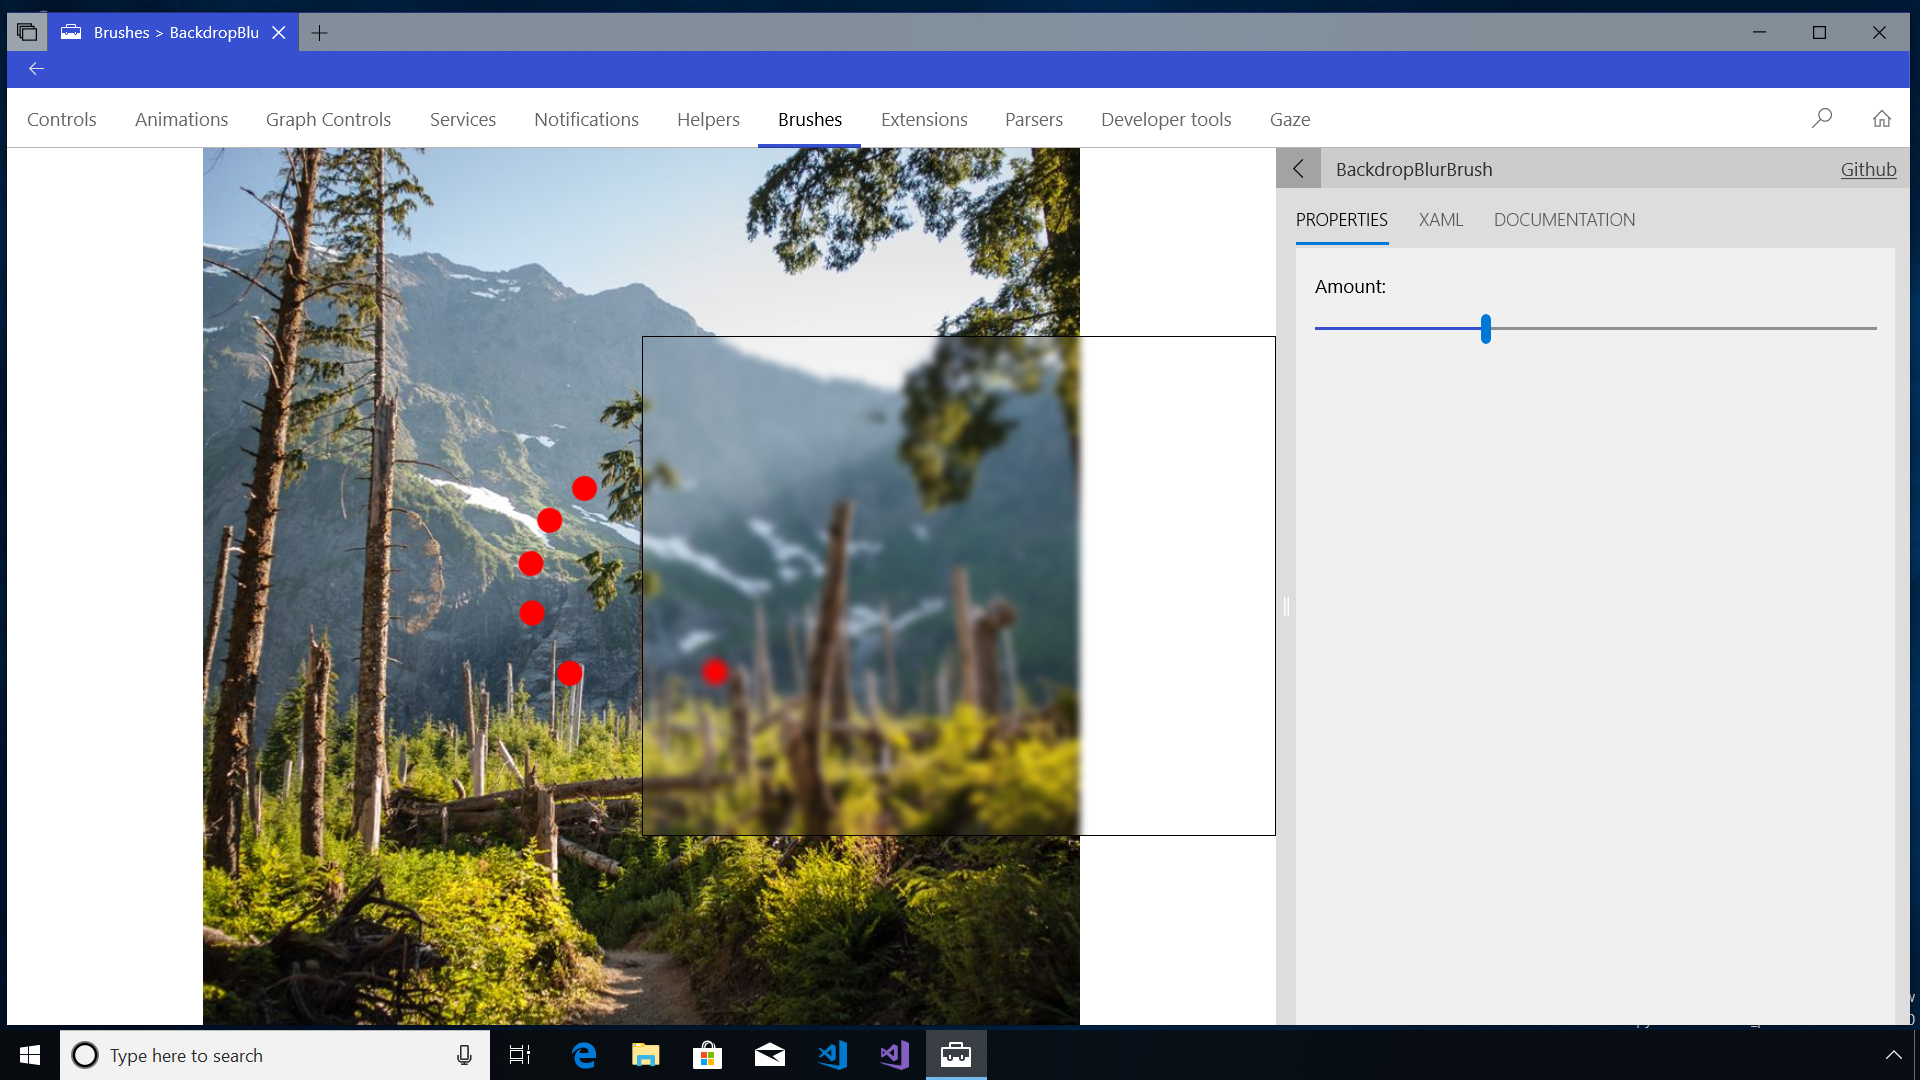 Brushes > BackdropBlu
Controls Animations Graph Controls Services Notifications Helpers Brushes Extensions Parsers Developer tools Gaze
BackdropBlurBrush Github
PROPERTIES XAML DOCUMENTATION
Amount:
Type here to search